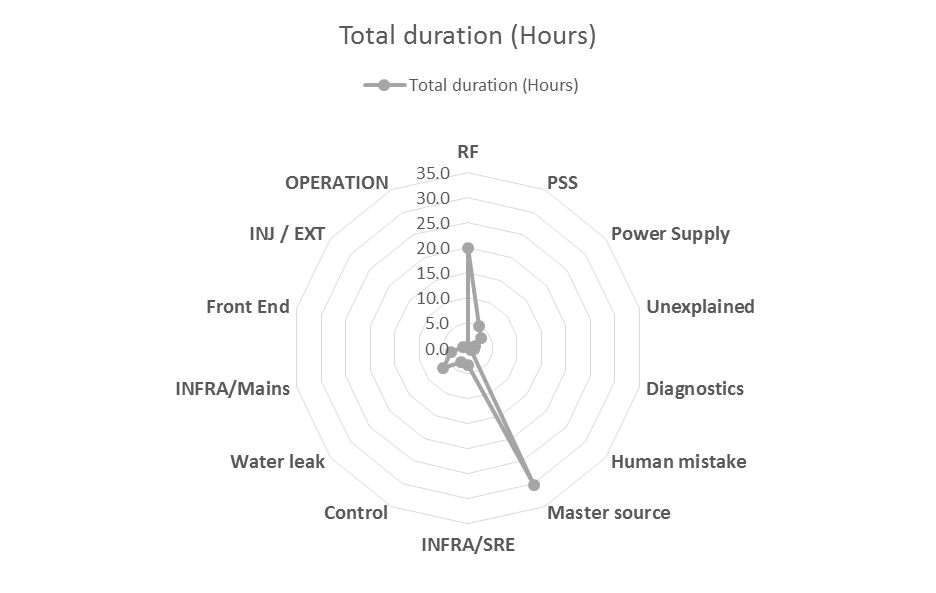 Total duration (Hours)
Total duration (Hours)
RF
35.0
OPERATION
PSS
30.0
25.0
INJ / EXT
Power Supply
20.0
15.0
Front End
10.0
Unexplained
5.0
0.0
INFRA/Mains
Diagnostics
Water leak
Human mistake
Control
Master source
INFRA/SRE